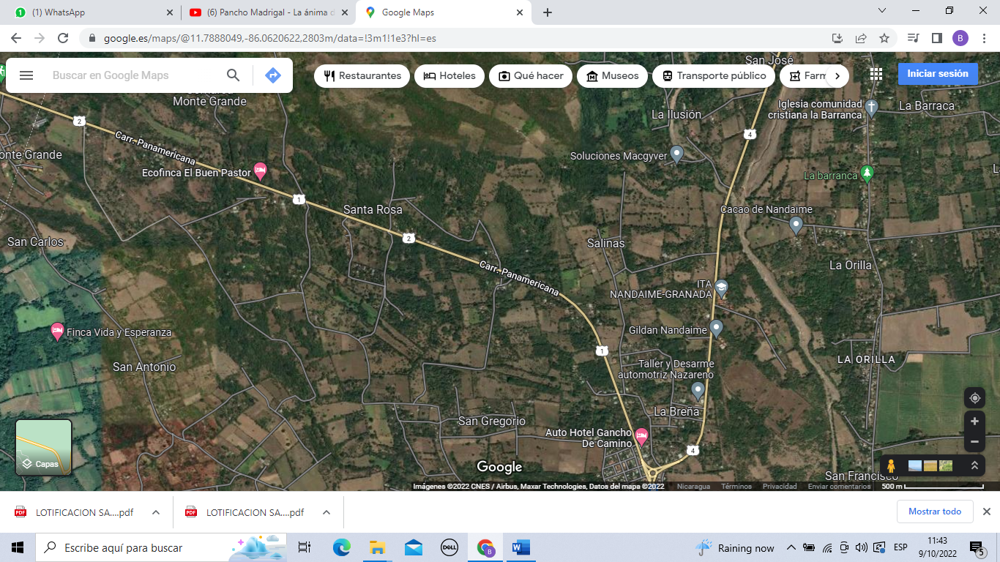 (1) WhatsApp
(6) Pancho Madrigal - La ánima d
Google Maps
google.es/maps/@11.7888049,-86.0620622,2803m/data=!3m1!1e3?hl=es
B
Buscar en Google Maps
Restaurantes
Hoteles
Qué hacer
Museos
Transporte público
Farm
Iniciar sesión
San José
Monte Grande
La Ilusión
Iglesia comunidad
cristiana la Barranca
La Barraca
2
4
Carr. Panamericana
onte Grande
Soluciones Macgyver
Ecofinca El Buen Pastor
La barranca
1
Santa Rosa
Cacao de Nandaime
2
San Carlos
Salinas
Carr. Panamericana
La Orilla
ITA
NANDAIME-GRANADA
Finca Vida y Esperanza
Gildan Nandaime
1
LA ORILLA
San Antonio
Taller y Desarme
automotriz Nazareno
La Breña
San Gregorio
Auto Hotel Gancho
De Camino
4
Capas
Google
San Francisco
Imágenes ©2022 CNES / Airbus, Maxar Technologies, Datos del mapa ©2022
Nicaragua
Términos
Privacidad
Enviar comentarios
500 m
PDF
LOTIFICACION SA....pdf
PDF
LOTIFICACION SA....pdf
Mostrar todo
Escribe aquí para buscar
DELL
B
W
Raining now
ESP
11:43
9/10/2022
5